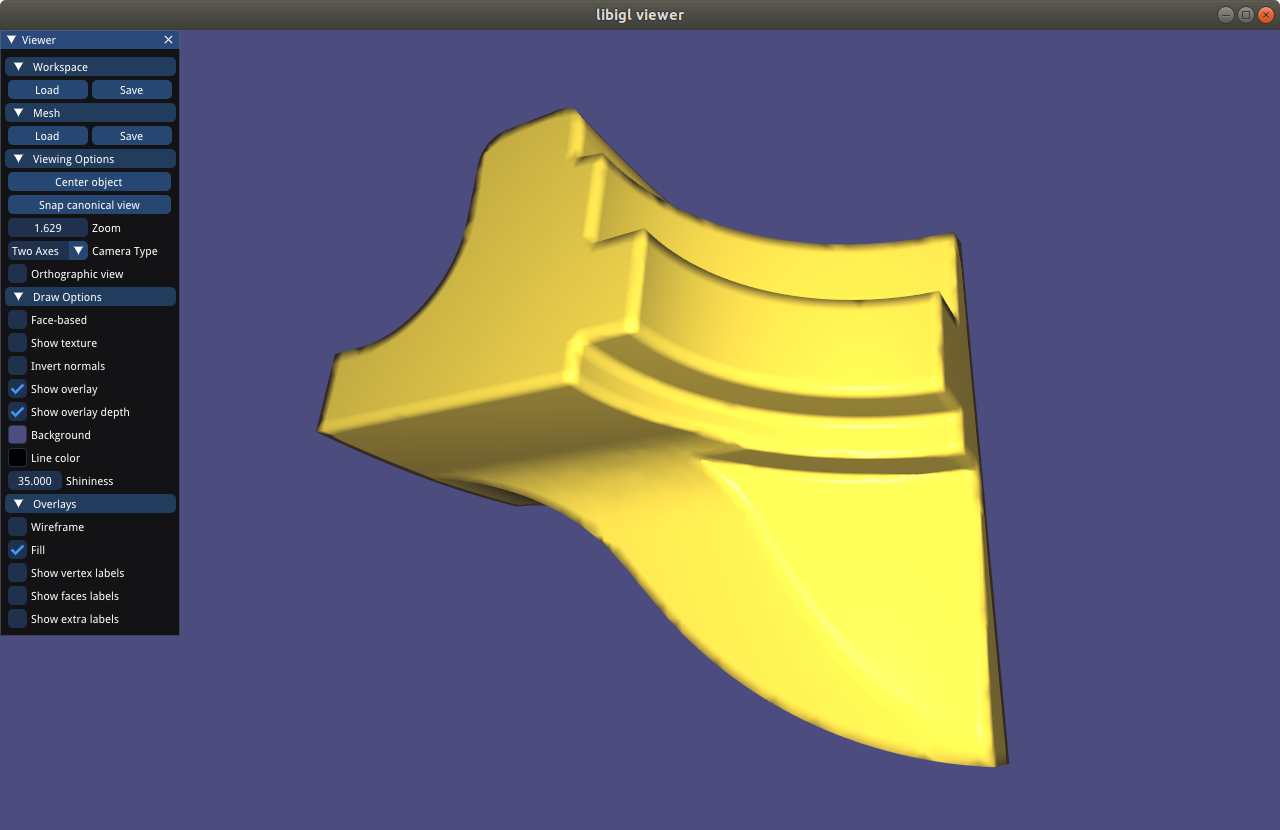 libigl viewer
Viewer
Workspace
Load Save
Mesh
Load Save
Viewing Options
Center object
Snap canonical view
1.629 Zoom
Two Axes Camera Type
Orthographic view
Draw Options
Face-based
Show texture
Invert normals
Show overlay
Show overlay depth
Background
Line color
35.000 Shininess
Overlays
Wireframe
Fill
Show vertex labels
Show faces labels
Show extra labels